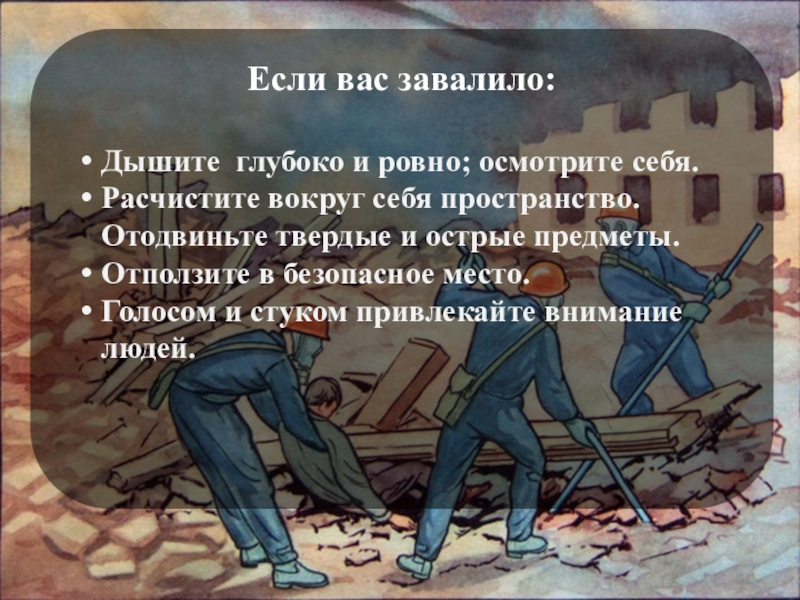 Если вас завалило:
• Дышите глубоко и ровно; осмотрите себя.
• Расчистите вокруг себя пространство.
Отодвиньте твердые и острые предметы.
• Отползите в безопасное место.
• Голосом и стуком привлекайте внимание
людей.